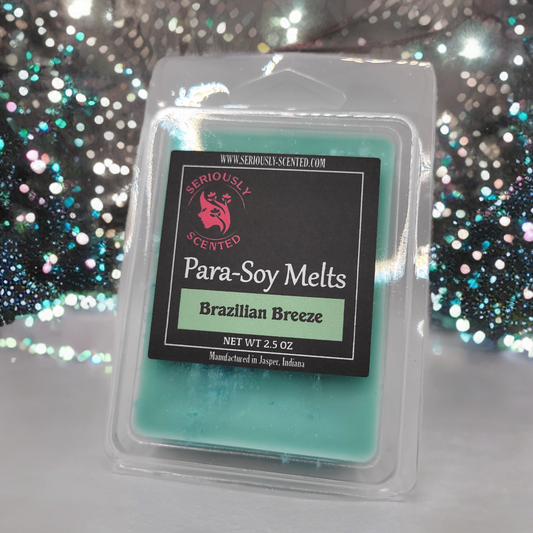 WWW.SERIOUSLY-SCENTED.COM
SERIOUSLY
SCENTED
Para-Soy Melts
Brazilian Breeze
NET WT 2.5 OZ
Manufactured in Jasper, Indiana